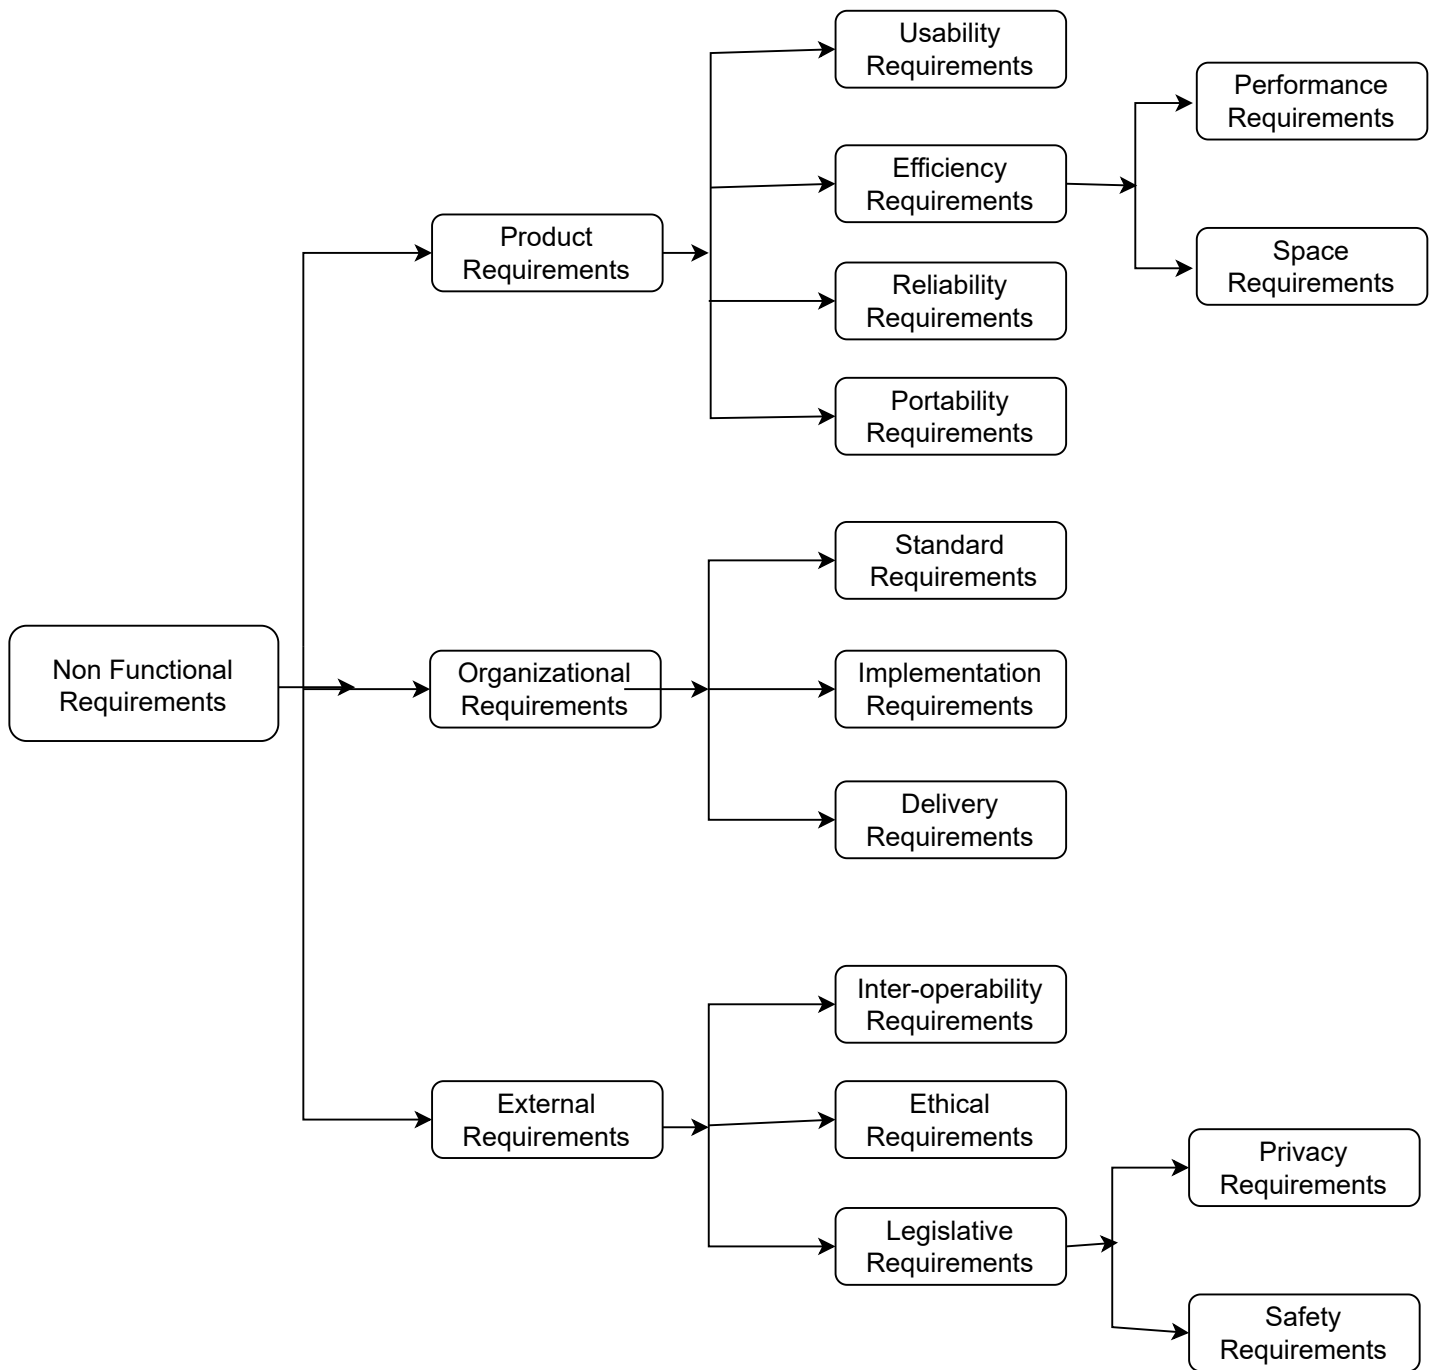 Usability
Requirements
Performance
Requirements
Efficiency
Requirements
Product
Requirements
Space
Requirements
Reliability
Requirements
Portability
Requirements
Standard
Requirements
Non Functional
Requirements
Organizational
Requirements
Implementation
Requirements
Delivery
Requirements
Inter-operability
Requirements
External
Requirements
Ethical
Requirements
Privacy
Requirements
Legislative
Requirements
Safety
Requirements